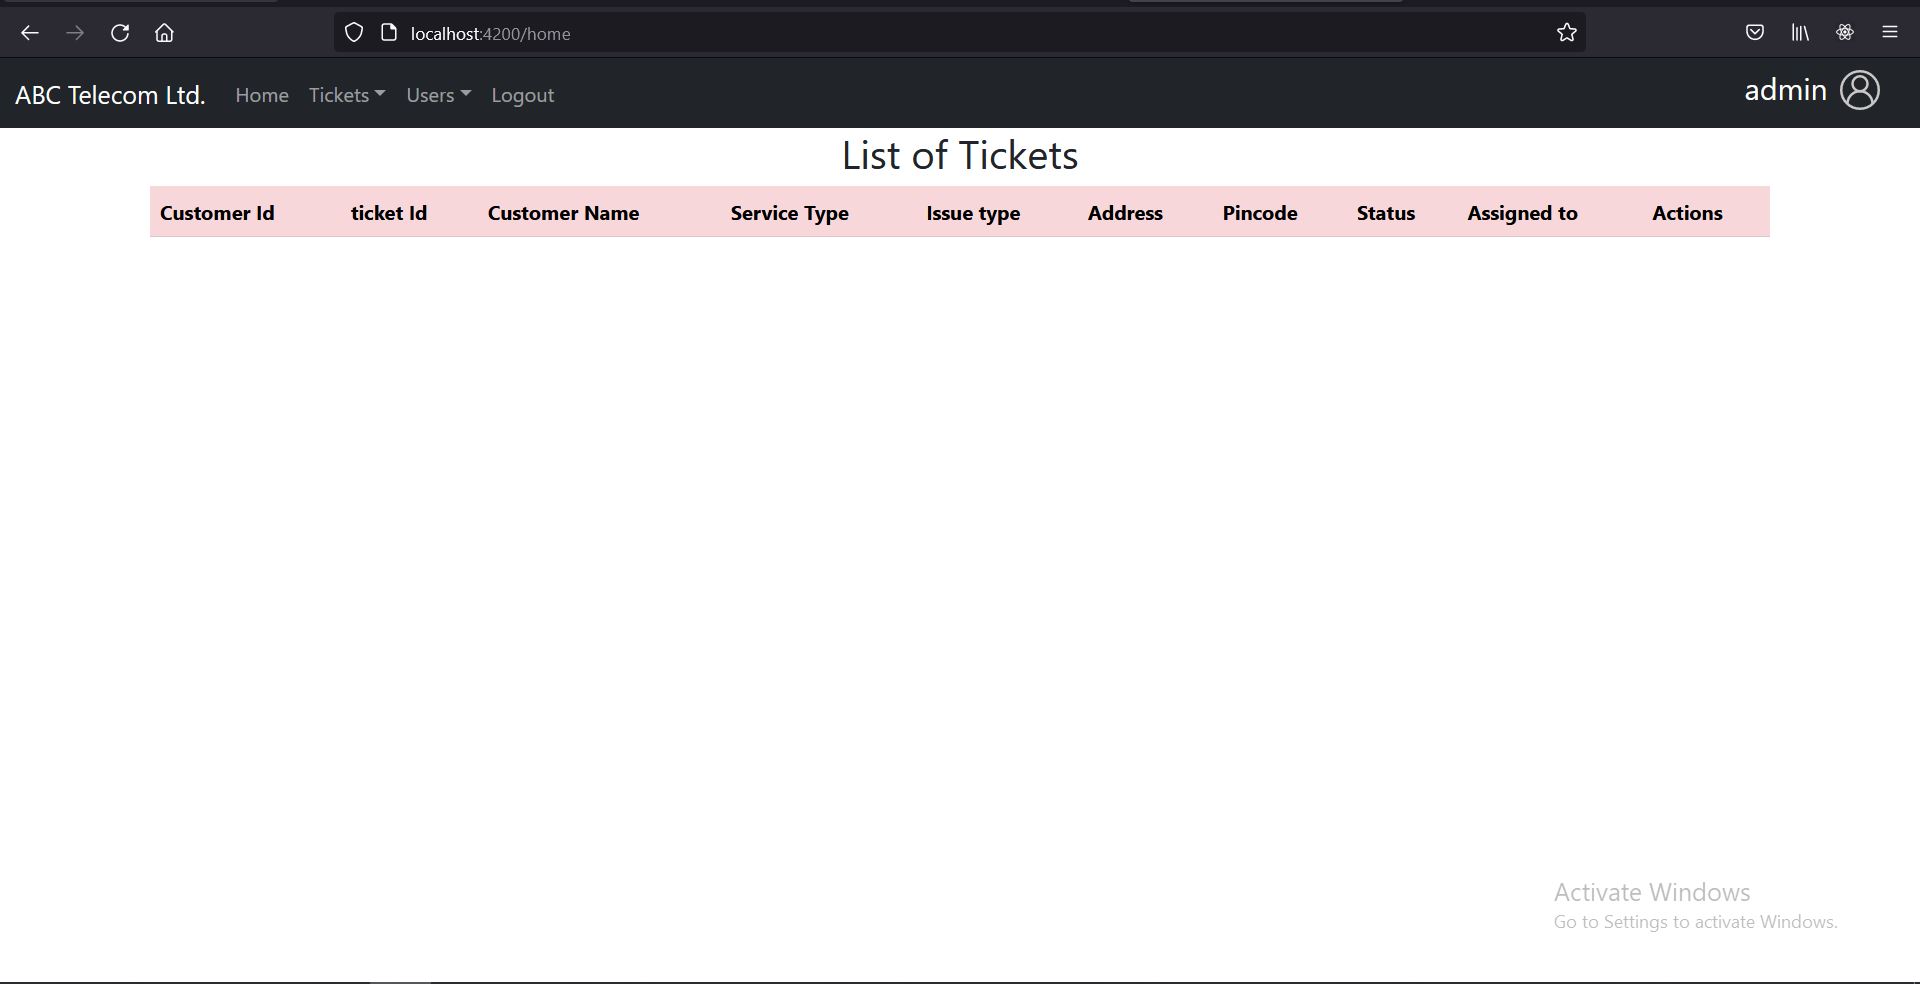 localhost:4200/home
ABC Telecom Ltd. Home Tickets Users Logout admin
List of Tickets
Customer Id ticket Id Customer Name Service Type Issue type Address Pincode Status Assigned to Actions
Activate Windows
Go to Settings to activate Windows.